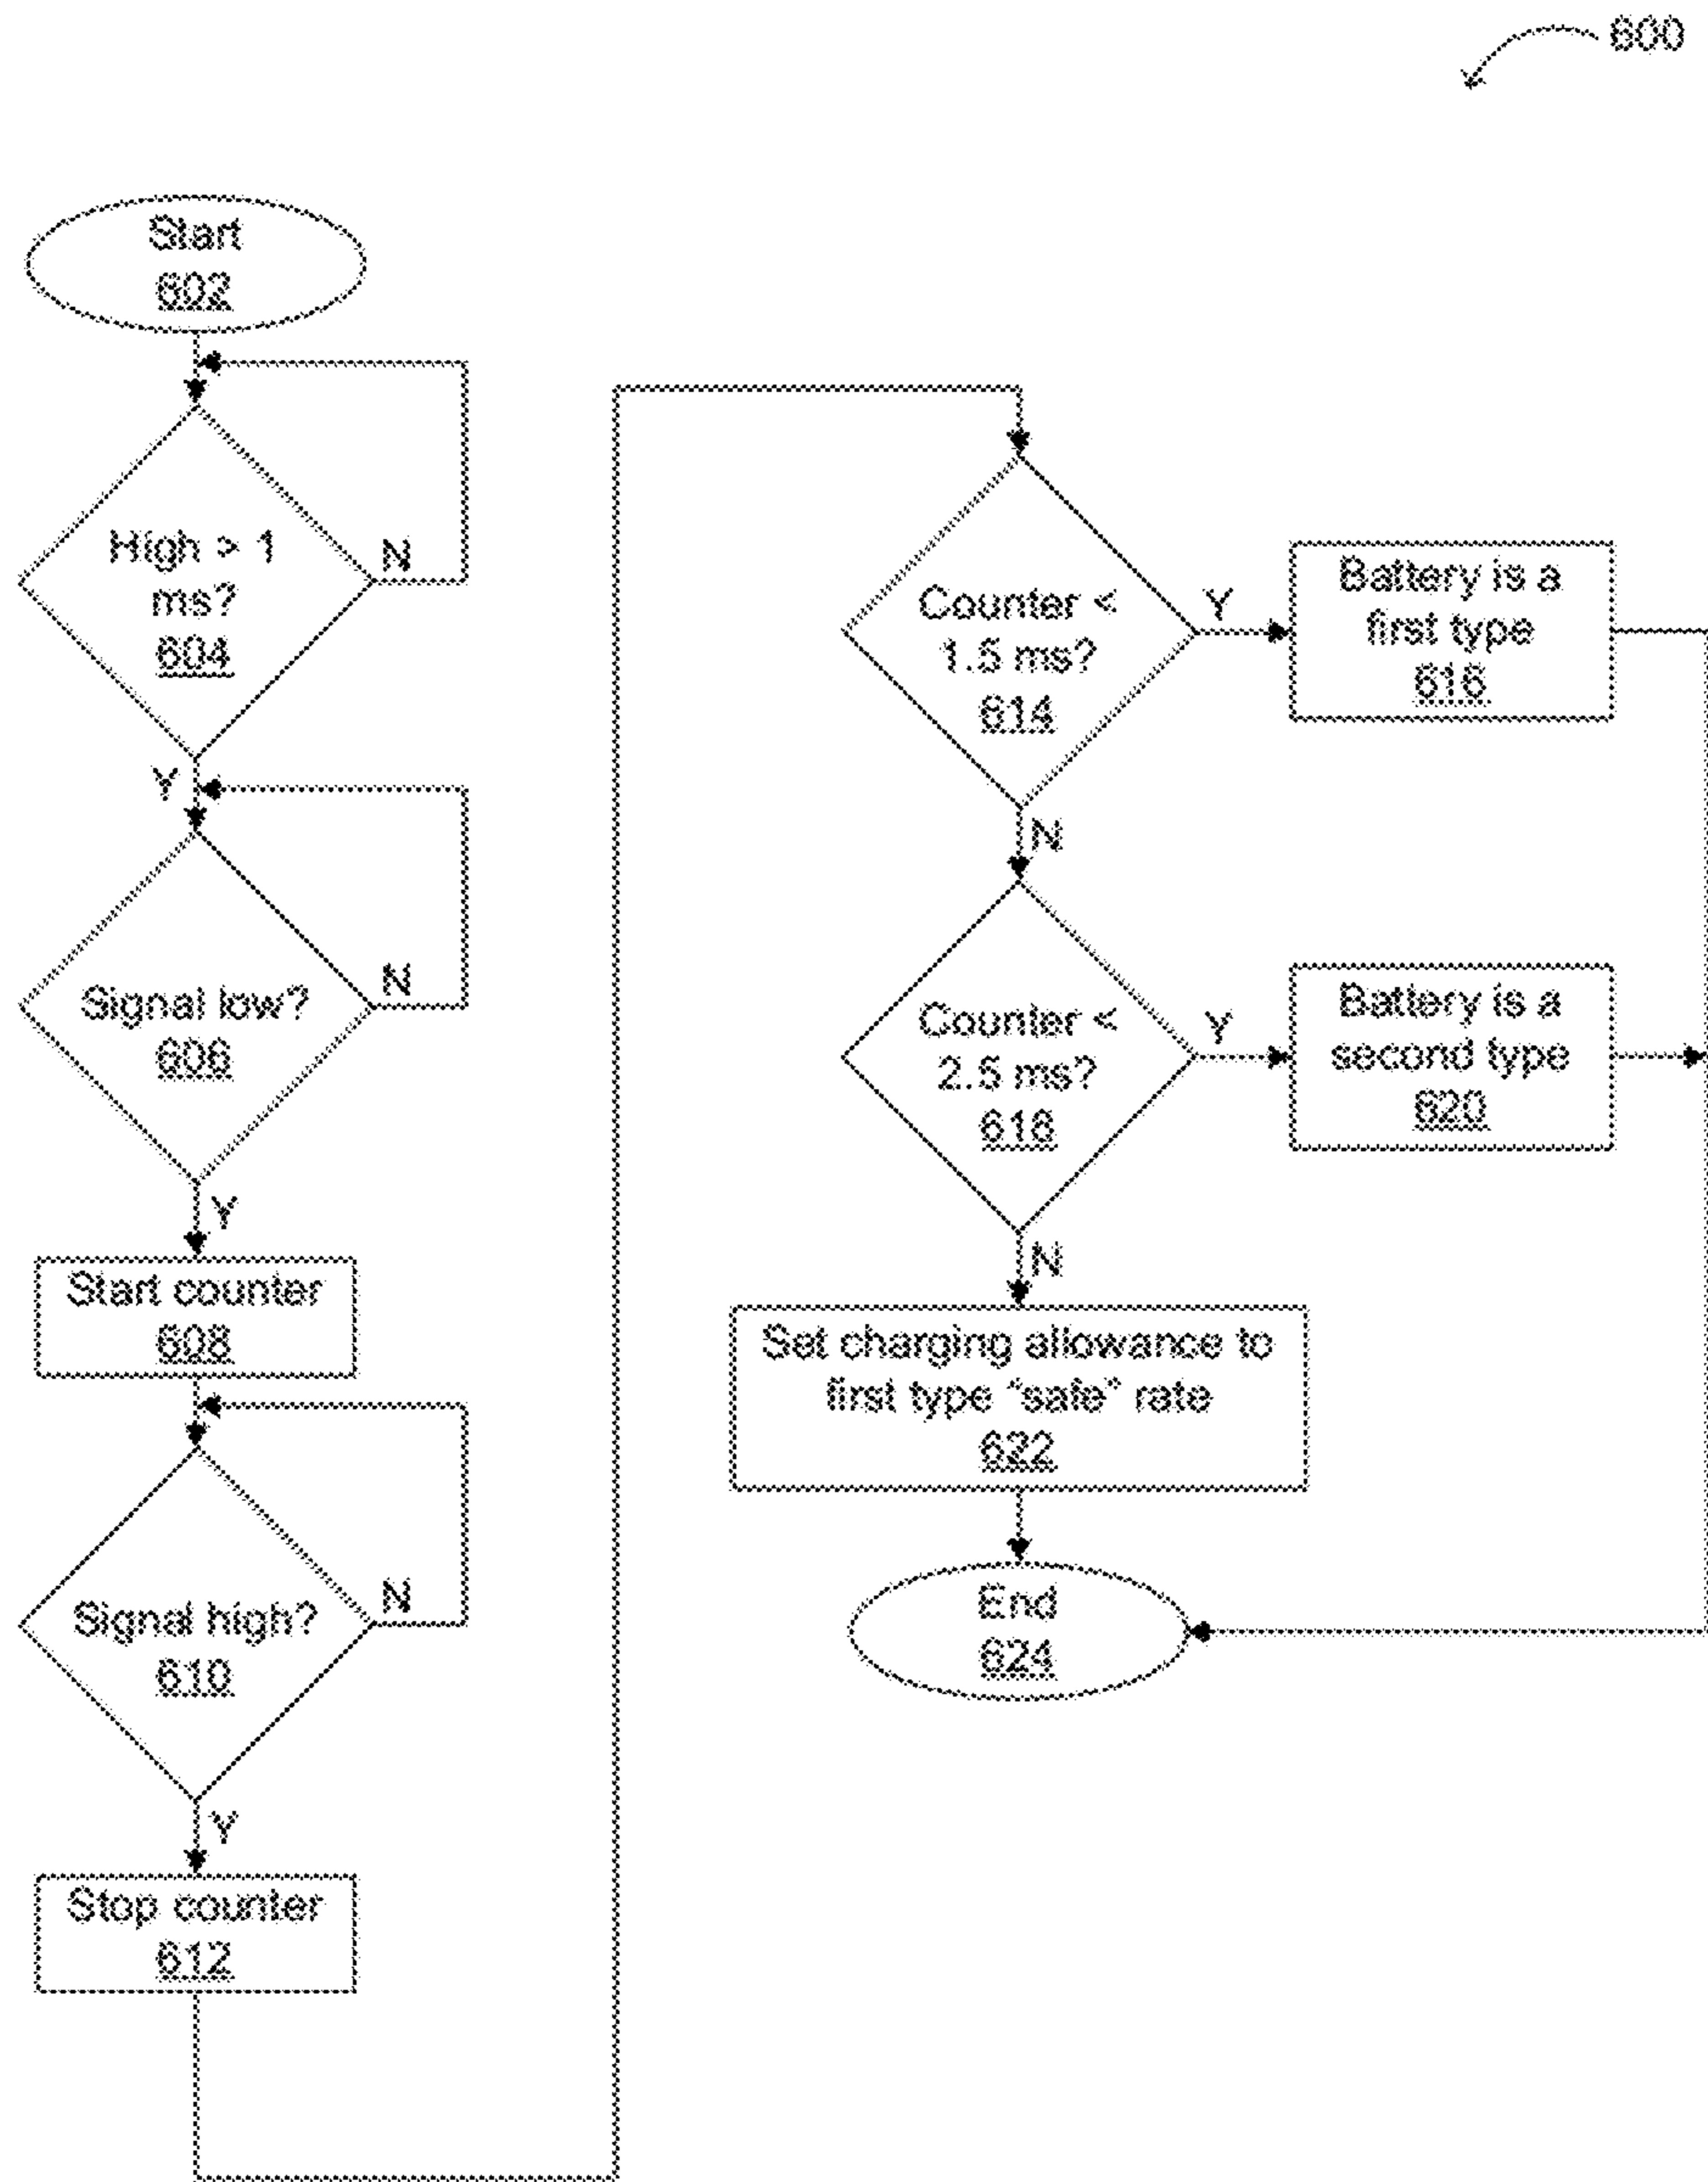 600
Start
602
High > 1
ms?
604
N
Y
Signal low?
606
N
Y
Start counter
608
Signal high?
610
N
Y
Stop counter
612
Counter <
1.5 ms?
614
Y
Battery is a
first type
616
N
Counter <
2.5 ms?
618
Y
Battery is a
second type
620
N
Set charging allowance to
first type “safe” rate
622
End
624